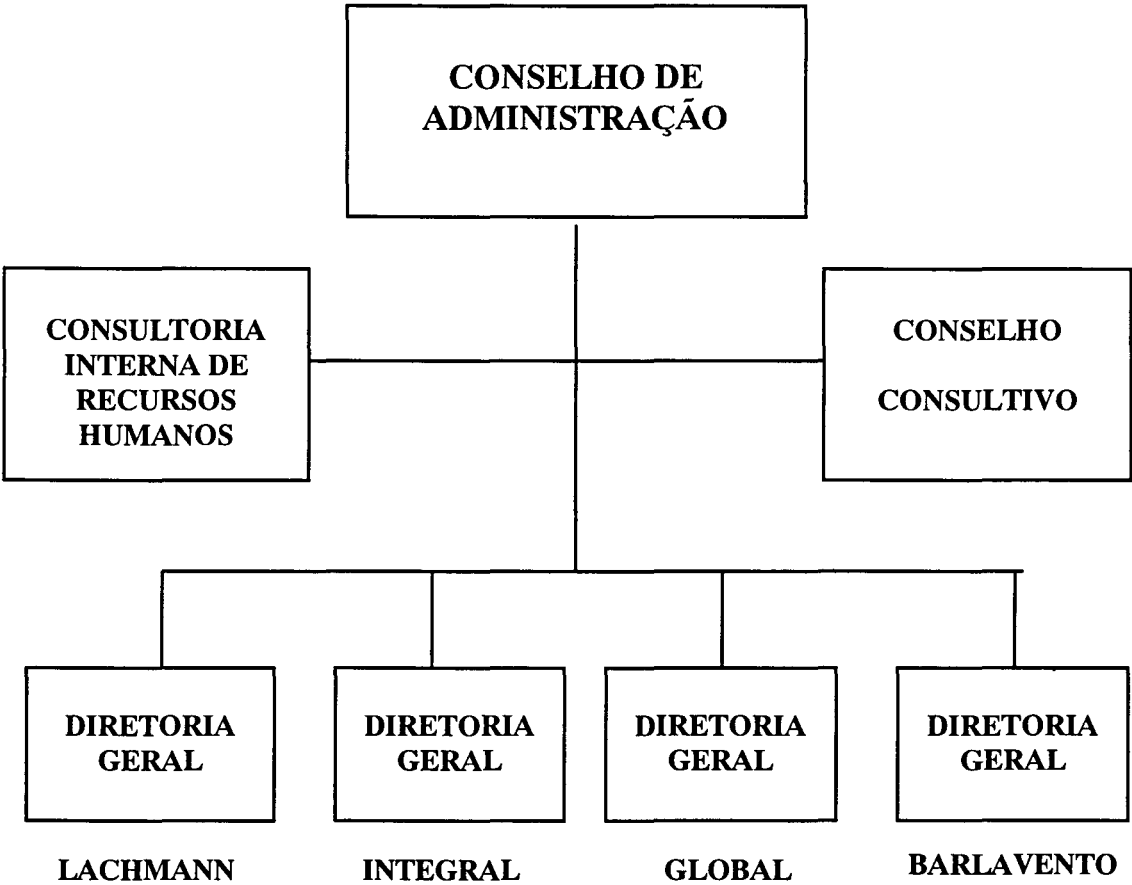 CONSELHO DE
ADMINISTRAÇÃO
CONSULTORIA
INTERNA DE
RECURSOS
HUMANOS
CONSELHO
CONSULTIVO
DIRETORIA
GERAL
DIRETORIA
GERAL
DIRETORIA
GERAL
DIRETORIA
GERAL
LACHMANN
INTEGRAL
GLOBAL
BARLAVENTO